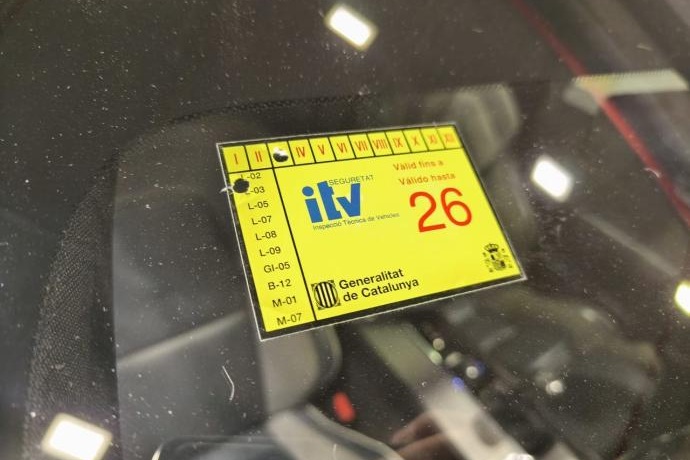 I II IV V VI VII VIII IX X XI XII
L-02
L-03
L-05
L-07
L-08
L-09
GI-05
B-12
M-01
M-07
SEGURETAT
itv
Inspecció Tècnica de Vehicles
Vàlid fins a
Válido hasta
26
Generalitat
de Catalunya